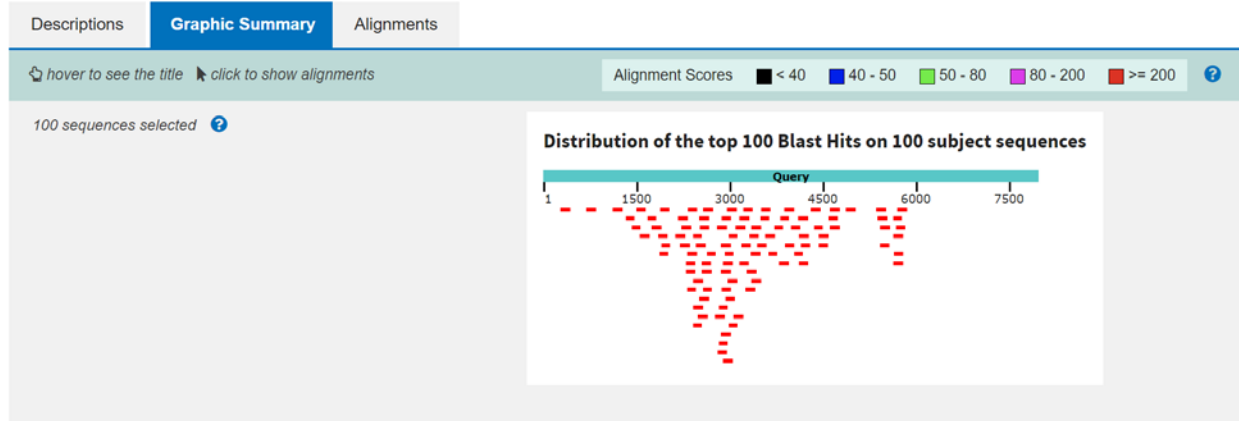 Descriptions Graphic Summary Alignments
hover to see the title click to show alignments Alignment Scores < 40 40 - 50 50 - 80 80 - 200 >= 200 ?
100 sequences selected ?
Distribution of the top 100 Blast Hits on 100 subject sequences
Query
1 1500 3000 4500 6000 7500